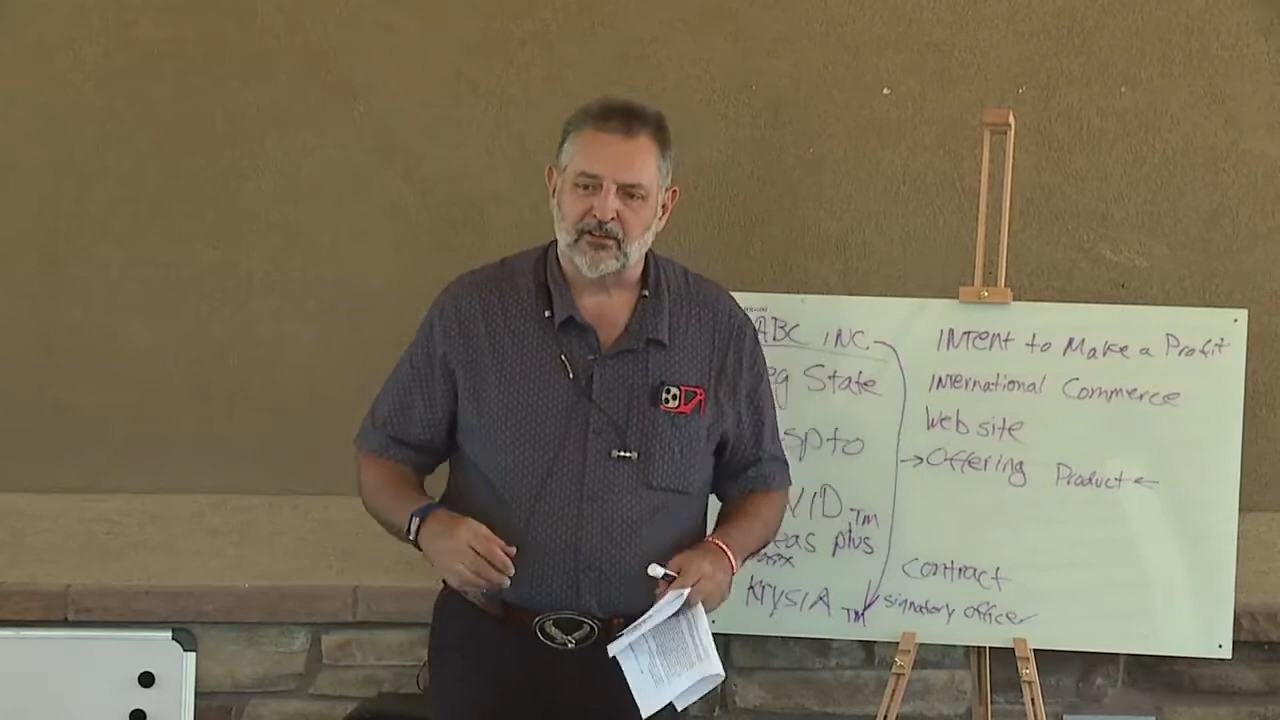 ABC INC.
State
spto
VID TM
eas plus
KrysiA TM
INTENT to Make a Profit
INternational Commerce
Web site
→Offering Product←
Contract
signatory officer